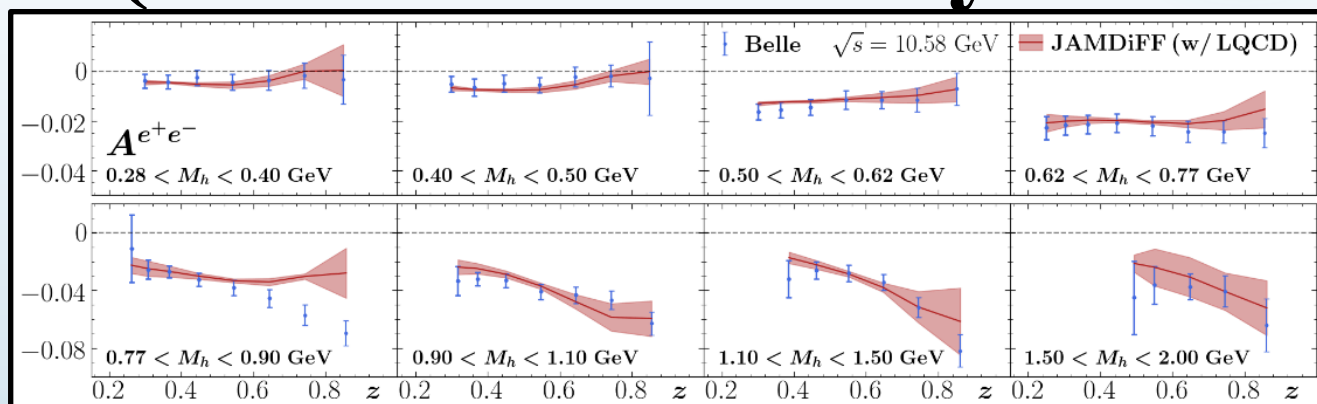 Belle √s = 10.58 GeV JAMDiFF (w/ LQCD)
0
−0.02
−0.04
A^{e⁺e⁻}
0.28 < M_h < 0.40 GeV
0.40 < M_h < 0.50 GeV
0.50 < M_h < 0.62 GeV
0.62 < M_h < 0.77 GeV
0
−0.04
−0.08
0.77 < M_h < 0.90 GeV
0.90 < M_h < 1.10 GeV
1.10 < M_h < 1.50 GeV
1.50 < M_h < 2.00 GeV
0.2 0.4 0.6 0.8 z
0.2 0.4 0.6 0.8 z
0.2 0.4 0.6 0.8 z
0.2 0.4 0.6 0.8 z